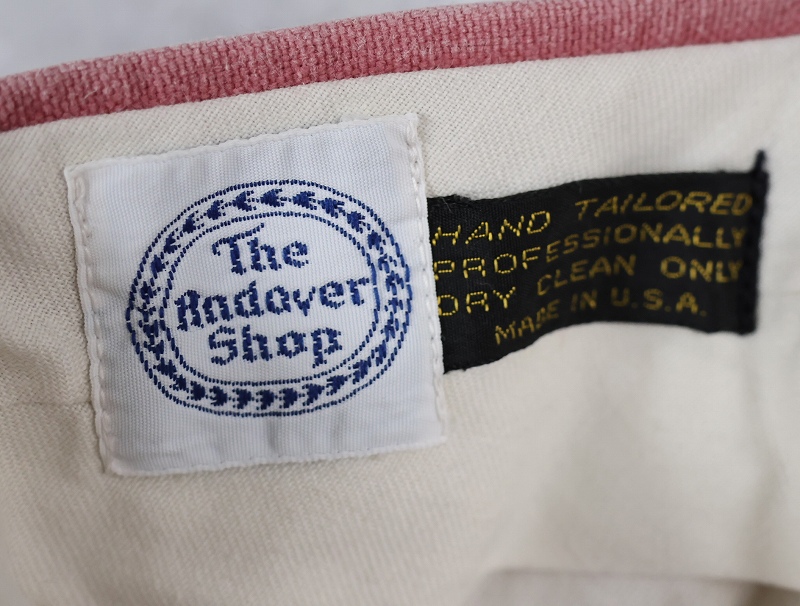 The
Andover
Shop
HAND TAILORED
PROFESSIONALLY
DRY CLEAN ONLY
MADE IN U.S.A.